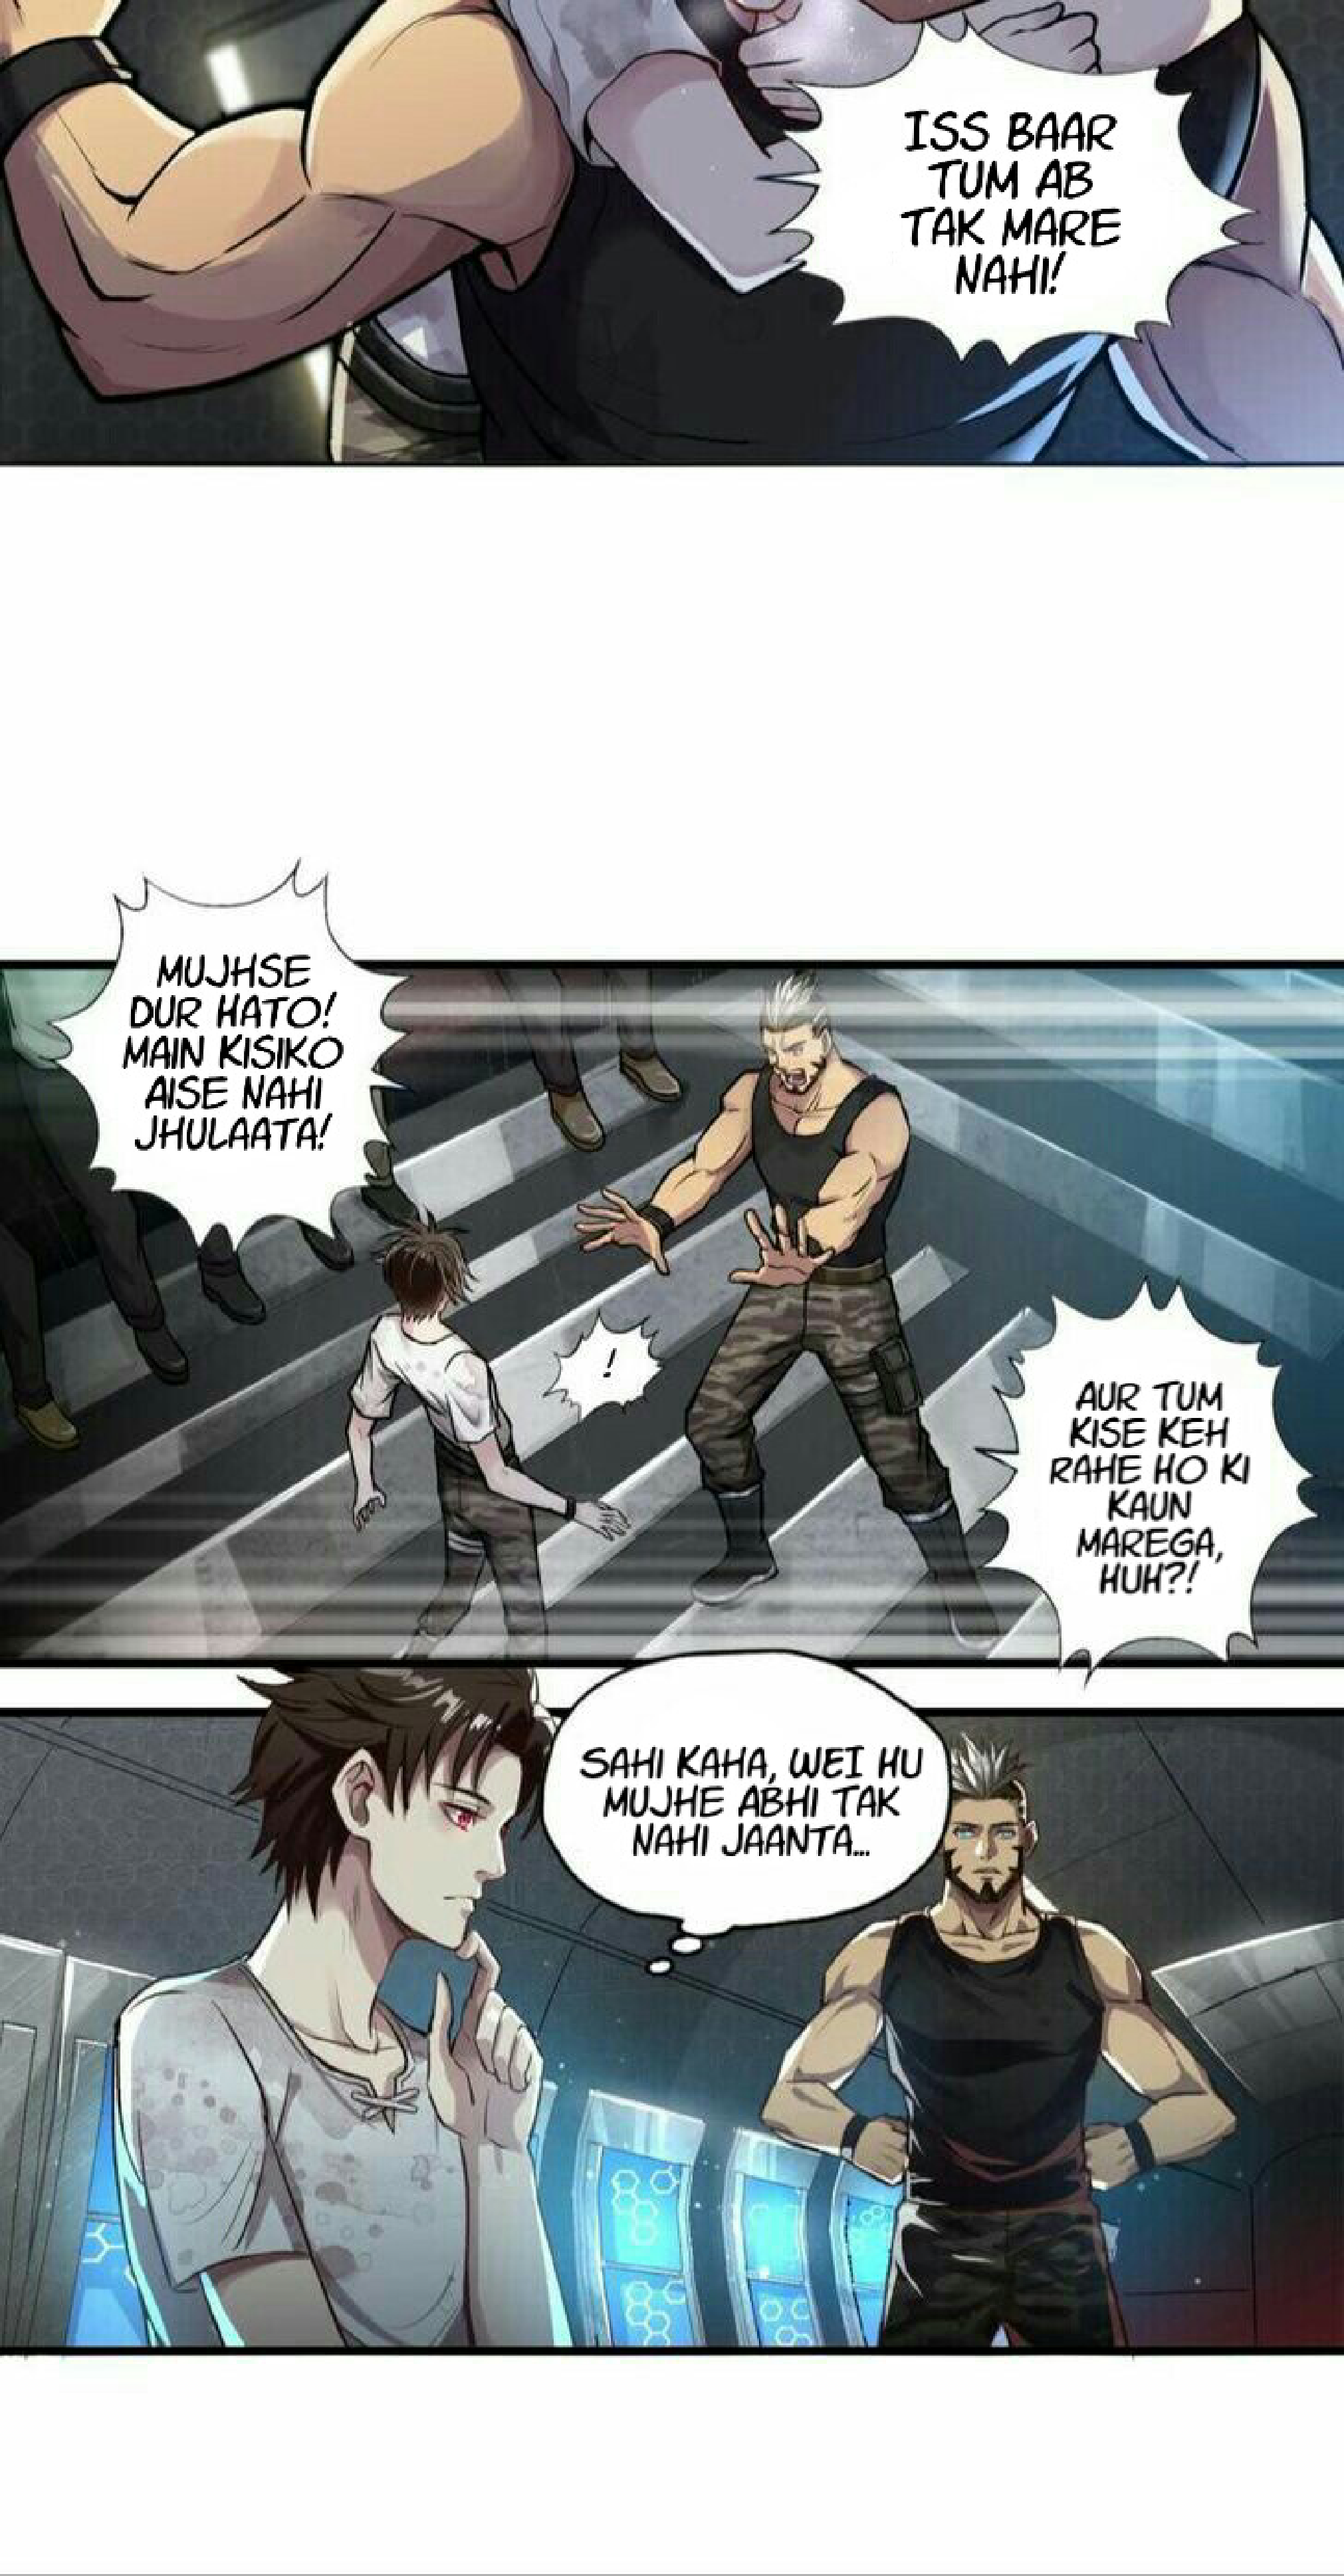 ISS BAAR
TUM AB
TAK MARE
NAHI!
MUJHSE
DUR HATO!
MAIN KISIKO
AISE NAHI
JHULAATA!
!
AUR TUM
KISE KEH
RAHE HO KI
KAUN
MAREGA,
HUH?!
SAHI KAHA, WEI HU
MUJHE ABHI TAK
NAHI JAANTA...